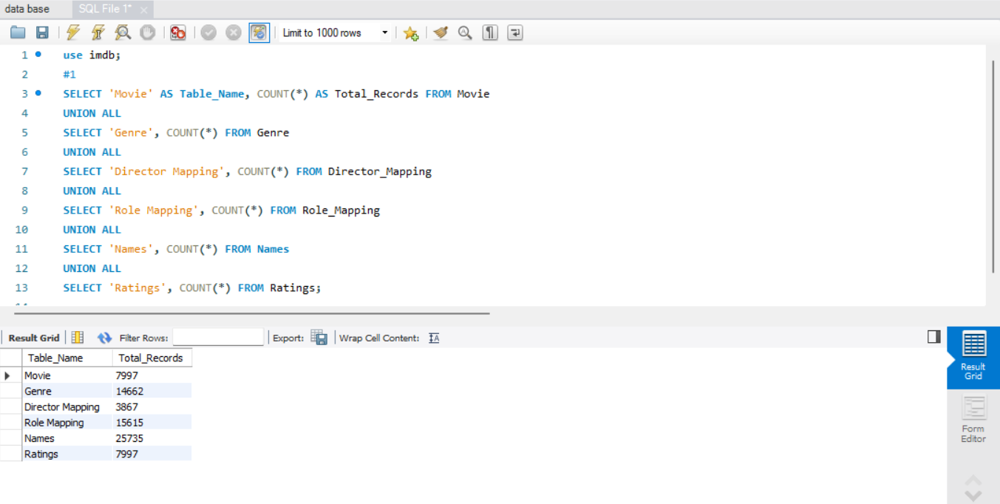 data base SQL File 1* ×
Limit to 1000 rows
1 use imdb;
2 #1
3 SELECT 'Movie' AS Table_Name, COUNT(*) AS Total_Records FROM Movie
4 UNION ALL
5 SELECT 'Genre', COUNT(*) FROM Genre
6 UNION ALL
7 SELECT 'Director Mapping', COUNT(*) FROM Director_Mapping
8 UNION ALL
9 SELECT 'Role Mapping', COUNT(*) FROM Role_Mapping
10 UNION ALL
11 SELECT 'Names', COUNT(*) FROM Names
12 UNION ALL
13 SELECT 'Ratings', COUNT(*) FROM Ratings;
Result Grid Filter Rows: Export: Wrap Cell Content:
Table_Name Total_Records
Movie 7997
Genre 14662
Director Mapping 3867
Role Mapping 15615
Names 25735
Ratings 7997
Result
Grid
Form
Editor